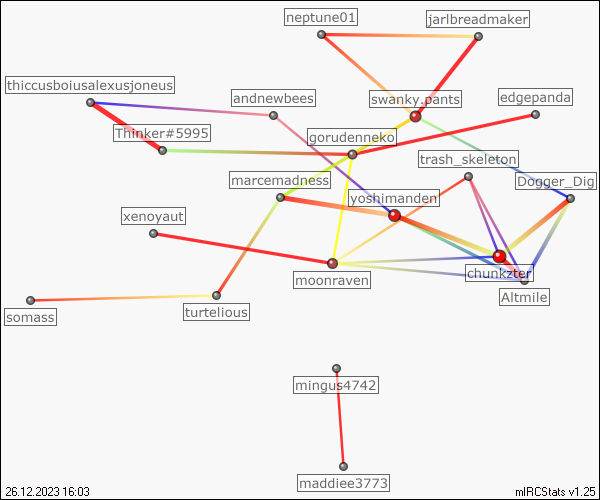 neptune01
jarlbreadmaker
thiccusboiusalexusjoneus
andnewbees
swanky.pants
edgepanda
Thinker#5995
gorudenneko
trash_skeleton
marcemadness
yoshimanden
Dogger_Dig
xenoyaut
moonraven
chunkzter
Altmile
somass
turtelious
mingus4742
maddiee3773
26.12.2023 16:03
mIRCStats v1.25